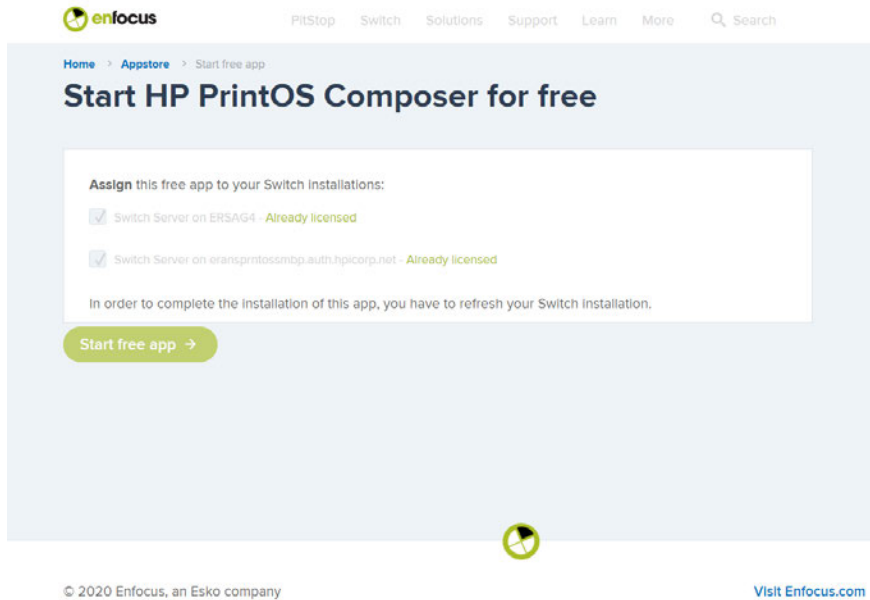 enfocus
PitStop Switch Solutions Support Learn More Search
Home > Appstore > Start free app
Start HP PrintOS Composer for free
Assign this free app to your Switch installations:
Switch Server on ERSAG4 - Already licensed
Switch Server on eransprntossmbp.auth.hpicorp.net - Already licensed
In order to complete the installation of this app, you have to refresh your Switch installation.
Start free app →
© 2020 Enfocus, an Esko company
Visit Enfocus.com